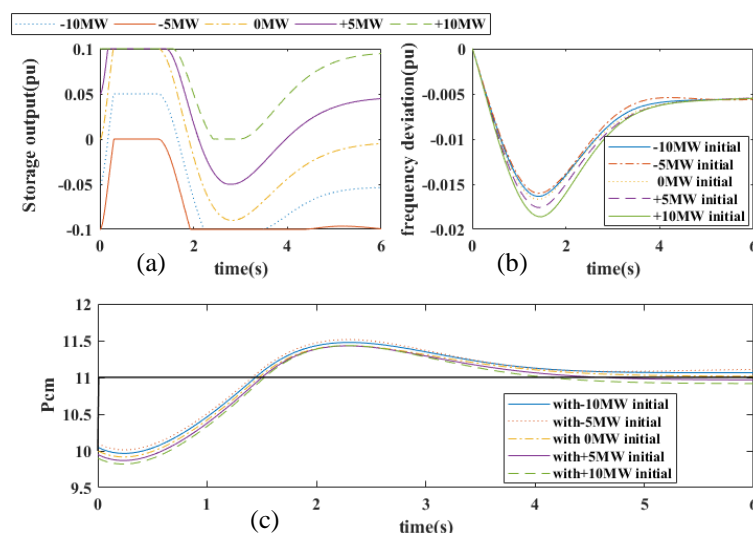 -10MW -5MW 0MW +5MW +10MW
0.1
0.05
0
-0.05
-0.1
Storage output(pu)
0 2 4 6
(a)
time(s)
0
-0.005
-0.01
-0.015
-0.02
frequency deviation(pu)
-10MW initial
-5MW initial
0MW initial
+5MW initial
+10MW initial
0 2 4 6
(b)
time(s)
12
11.5
11
10.5
10
9.5
Pcm
with-10MW initial
with-5MW initial
with 0MW initial
with+5MW initial
with+10MW initial
0 1 2 3 4 5 6
(c)
time(s)